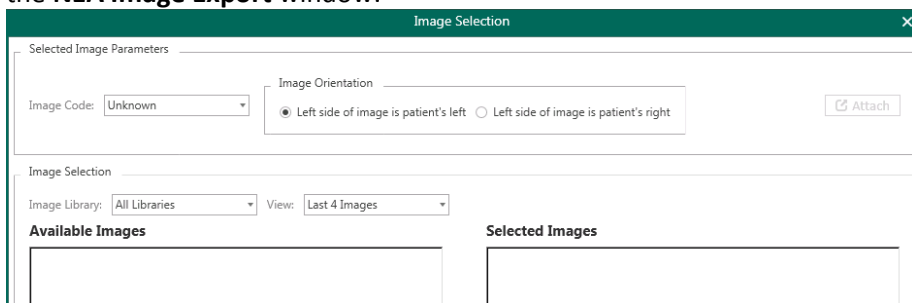 the NEA Image Export window.
Image Selection
Selected Image Parameters
Image Orientation
Image Code: Unknown
Left side of image is patient's left Left side of image is patient's right
Attach
Image Selection
Image Library: All Libraries View: Last 4 Images
Available Images Selected Images